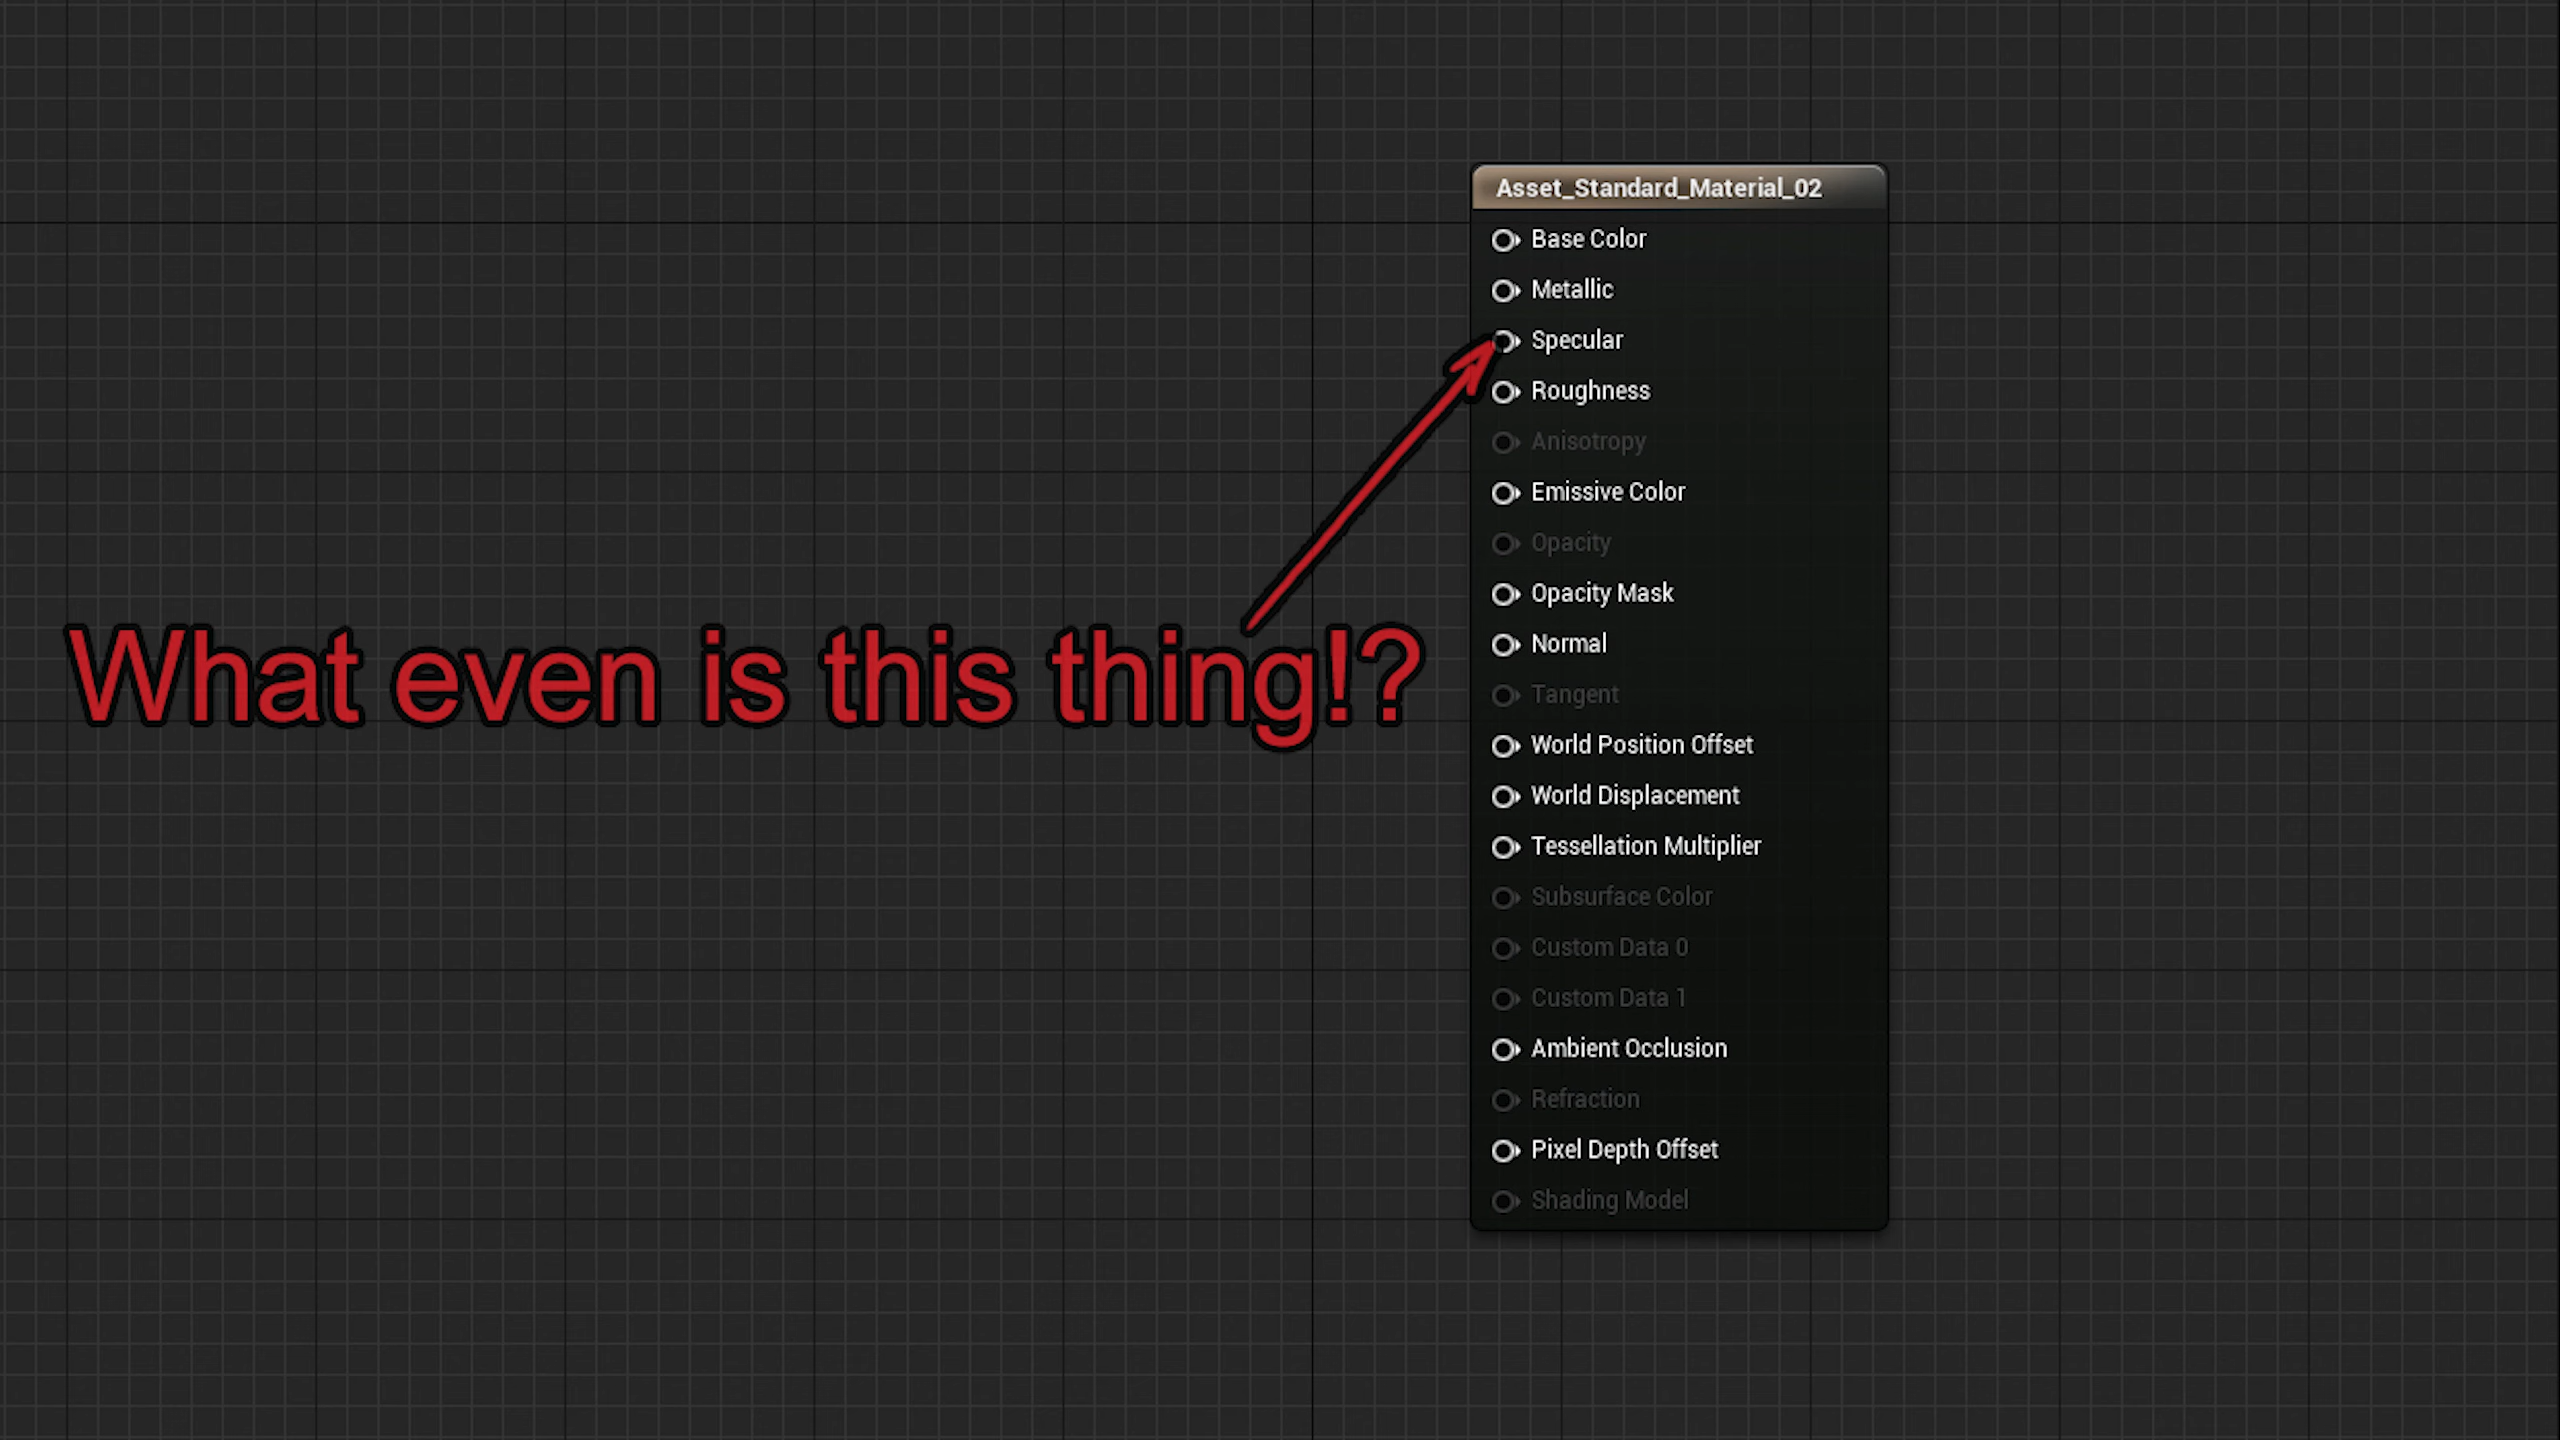 Asset_Standard_Material_02
Base Color
Metallic
Specular
Roughness
Anisotropy
Emissive Color
Opacity
Opacity Mask
Normal
What even is this thing!?
Tangent
World Position Offset
World Displacement
Tessellation Multiplier
Subsurface Color
Custom Data 0
Custom Data 1
Ambient Occlusion
Refraction
Pixel Depth Offset
Shading Model